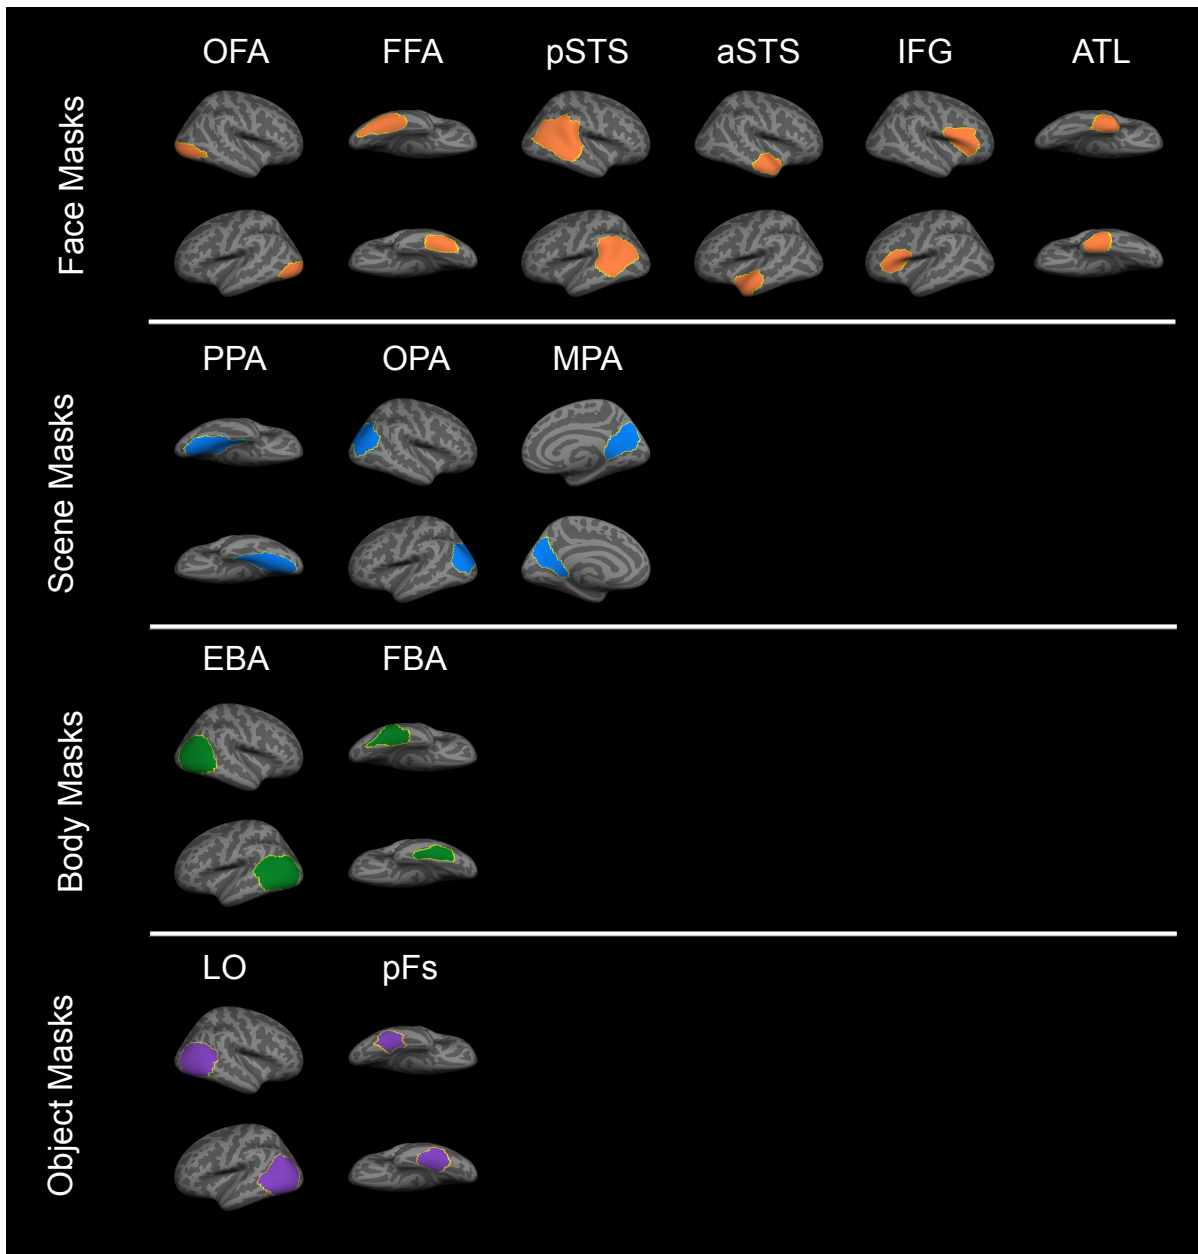 OFA FFA pSTS aSTS IFG ATL
Face Masks
PPA OPA MPA
Scene Masks
EBA FBA
Body Masks
LO pFs
Object Masks